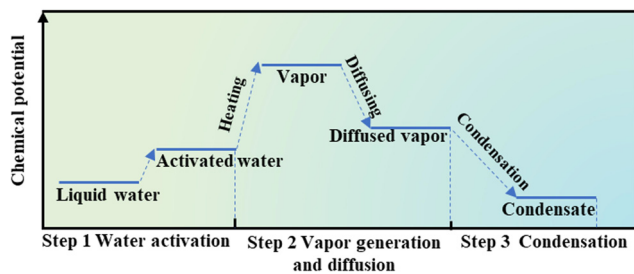 Chemical potential
Heating
Vapor
Diffusing
Diffused vapor
Condensation
Activated water
Liquid water
Condensate
Step 1 Water activation
Step 2 Vapor generation
and diffusion
Step 3 Condensation